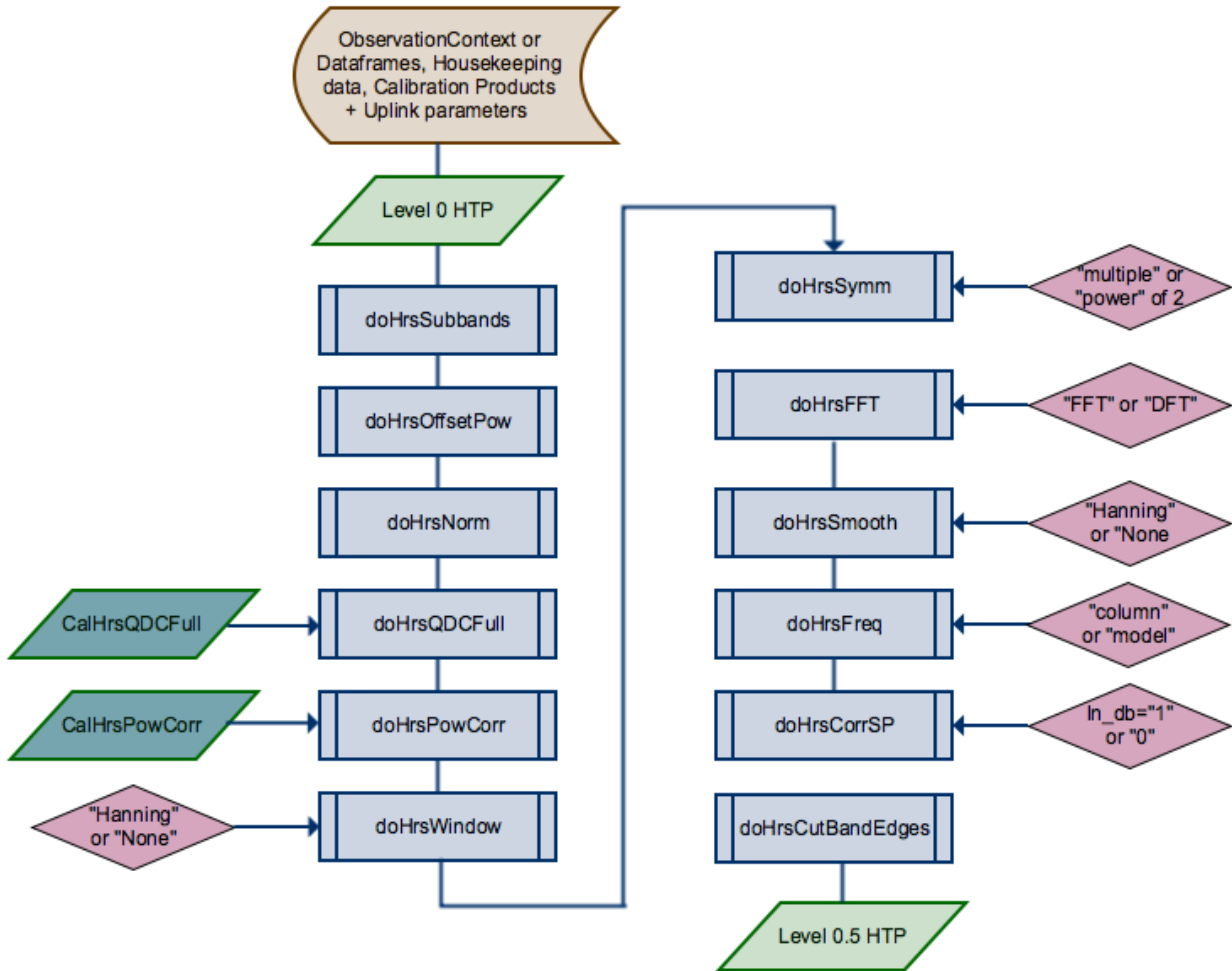 ObservationContext or
Dataframes, Housekeeping
data, Calibration Products
+ Uplink parameters
Level 0 HTP
doHrsSubbands
doHrsOffsetPow
doHrsNorm
CalHrsQDCFull
doHrsQDCFull
CalHrsPowCorr
doHrsPowCorr
"Hanning"
or "None"
doHrsWindow
doHrsSymm
"multiple" or
"power" of 2
doHrsFFT
"FFT" or "DFT"
doHrsSmooth
"Hanning"
or "None
doHrsFreq
"column"
or "model"
doHrsCorrSP
In_db="1"
or "0"
doHrsCutBandEdges
Level 0.5 HTP